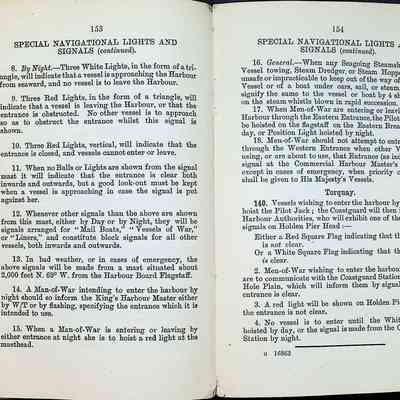 153
SPECIAL NAVIGATIONAL LIGHTS AND
SIGNALS (continued).
8. By Night.—Three White Lights, in the form of a tri-
angle, will indicate that a vessel is approaching the Harbour
from seaward, and no vessel is to leave the Harbour.
9. Three Red Lights, in the form of a triangle, will
indicate that a vessel is leaving the Harbour, or that the
entrance is obstructed. No other vessel is to approach
so as to obstruct the entrance whilst this signal is
shown.
10. Three Red Lights, vertical, will indicate that the
entrance is closed, and vessels cannot enter or leave.
11. When no Balls or Lights are shown from the signal
mast it will indicate that the entrance is clear both
inwards and outwards, but a good look-out must be kept
when a vessel is approaching in case the signal is put
against her.
12. Whenever other signals than the above are shown
from this mast, either by Day or by Night, they will be
signals arranged for "Mail Boats," "Vessels of War,"
or "Liners," and constitute block signals for all other
vessels, both inwards and outwards.
13. In bad weather, or in cases of emergency, the
above signals will be made from a mast situated about
2,000 feet N. 69° W. from the Harbour Board Flagstaff.
14. A Man-of-War intending to enter the harbour by
night should so inform the King's Harbour Master either
by W.T or by flashing, specifying the entrance which it is
intended to use.
15. When a Man-of-War is entering or leaving by
either entrance at night she is to hoist a red light at the
masthead.
154
SPECIAL NAVIGATIONAL LIGHTS A
SIGNALS (continued).
16. General.—When any Seagoing Steamsh
Vessel towing, Steam Dredger, or Steam Hoppe
unsafe or impracticable to keep out of the way of
Vessel or of a boat under oars, sail, or steam
signify the same to the vessel or boat by 4 sh
on the steam whistle blown in rapid succession.
17. When Men-of-War are entering or leavin
Harbour through the Eastern Entrance, the Pilot
be hoisted on the flagstaff on the Eastern Brea
day, or Position Light hoisted by night.
18. Men-of-War should not attempt to enter
through the Western Entrance when other V
using, or are about to use, that Entrance (as ind
signal at the Commercial Harbour Master's
except in cases of emergency, when priority o
shall be given to His Majesty's Vessels.
Torquay.
140. Vessels wishing to enter the harbour by
hoist the Pilot Jack; the Coastguard will then i
Harbour Authorities, who will exhibit one of the
signals on Holden Pier Head:—
Either a Red Square Flag indicating that th
is not clear.
Or a White Square Flag indicating that th
is clear.
2. Men-of-War wishing to enter the harbou
are to communicate with the Coastguard Station
Hole Plain, which will inform them by signal
entrance is clear.
3. A red light will be shown on Holden Pie
the entrance is not clear.
4. No vessel is to enter until the Whit
hoisted by day, or the signal is made from the C
Station by night.
16863